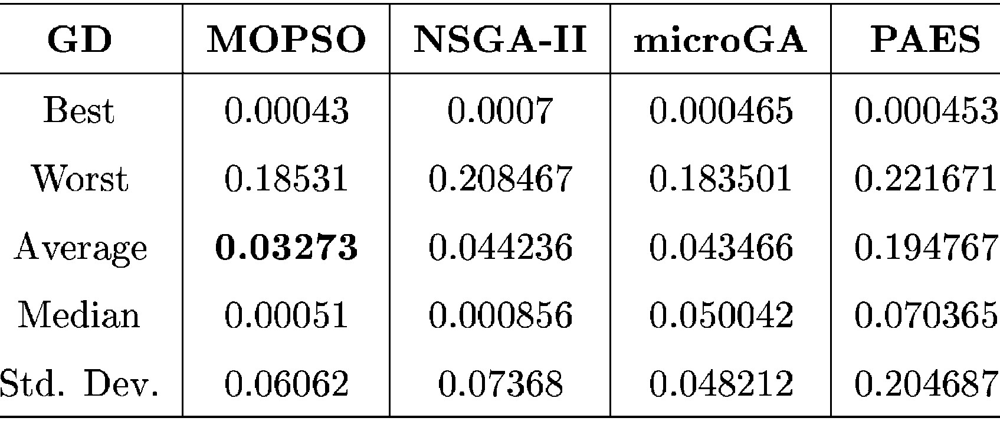 GD MOPSO NSGA-II microGA PAES
Best 0.00043 0.0007 0.000465 0.000453
Worst 0.18531 0.208467 0.183501 0.221671
Average 0.03273 0.044236 0.043466 0.194767
Median 0.00051 0.000856 0.050042 0.070365
Std. Dev. 0.06062 0.07368 0.048212 0.204687